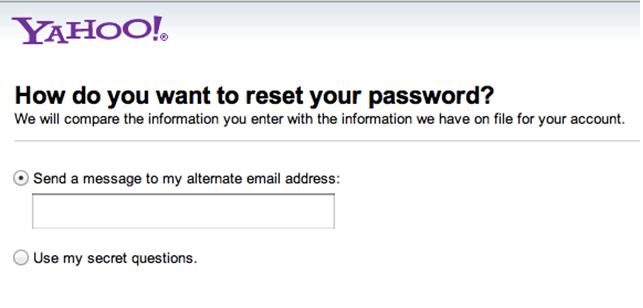 YAHOO!®
How do you want to reset your password?
We will compare the information you enter with the information we have on file for your account.
Send a message to my alternate email address:
Use my secret questions.